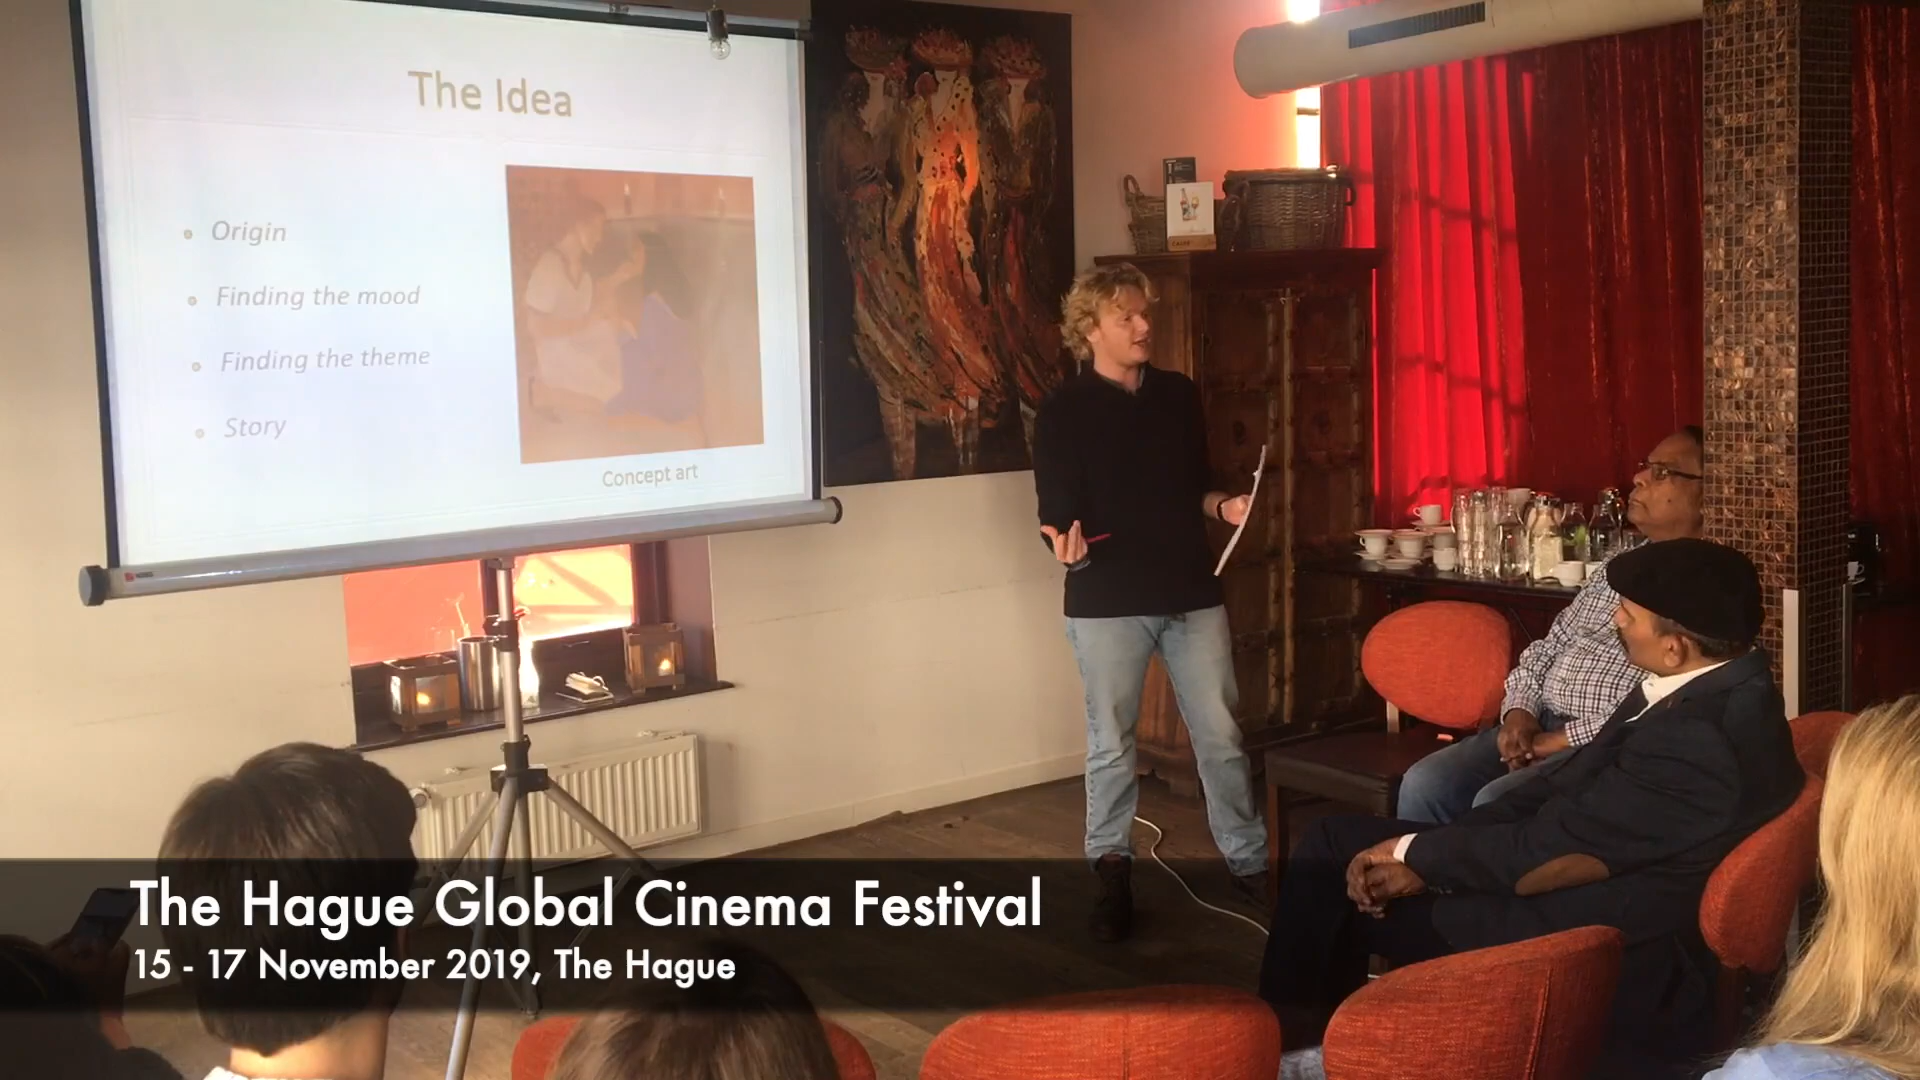 The Idea
Origin
Finding the mood
Finding the theme
Story
Concept art
The Hague Global Cinema Festival
15 - 17 November 2019, The Hague